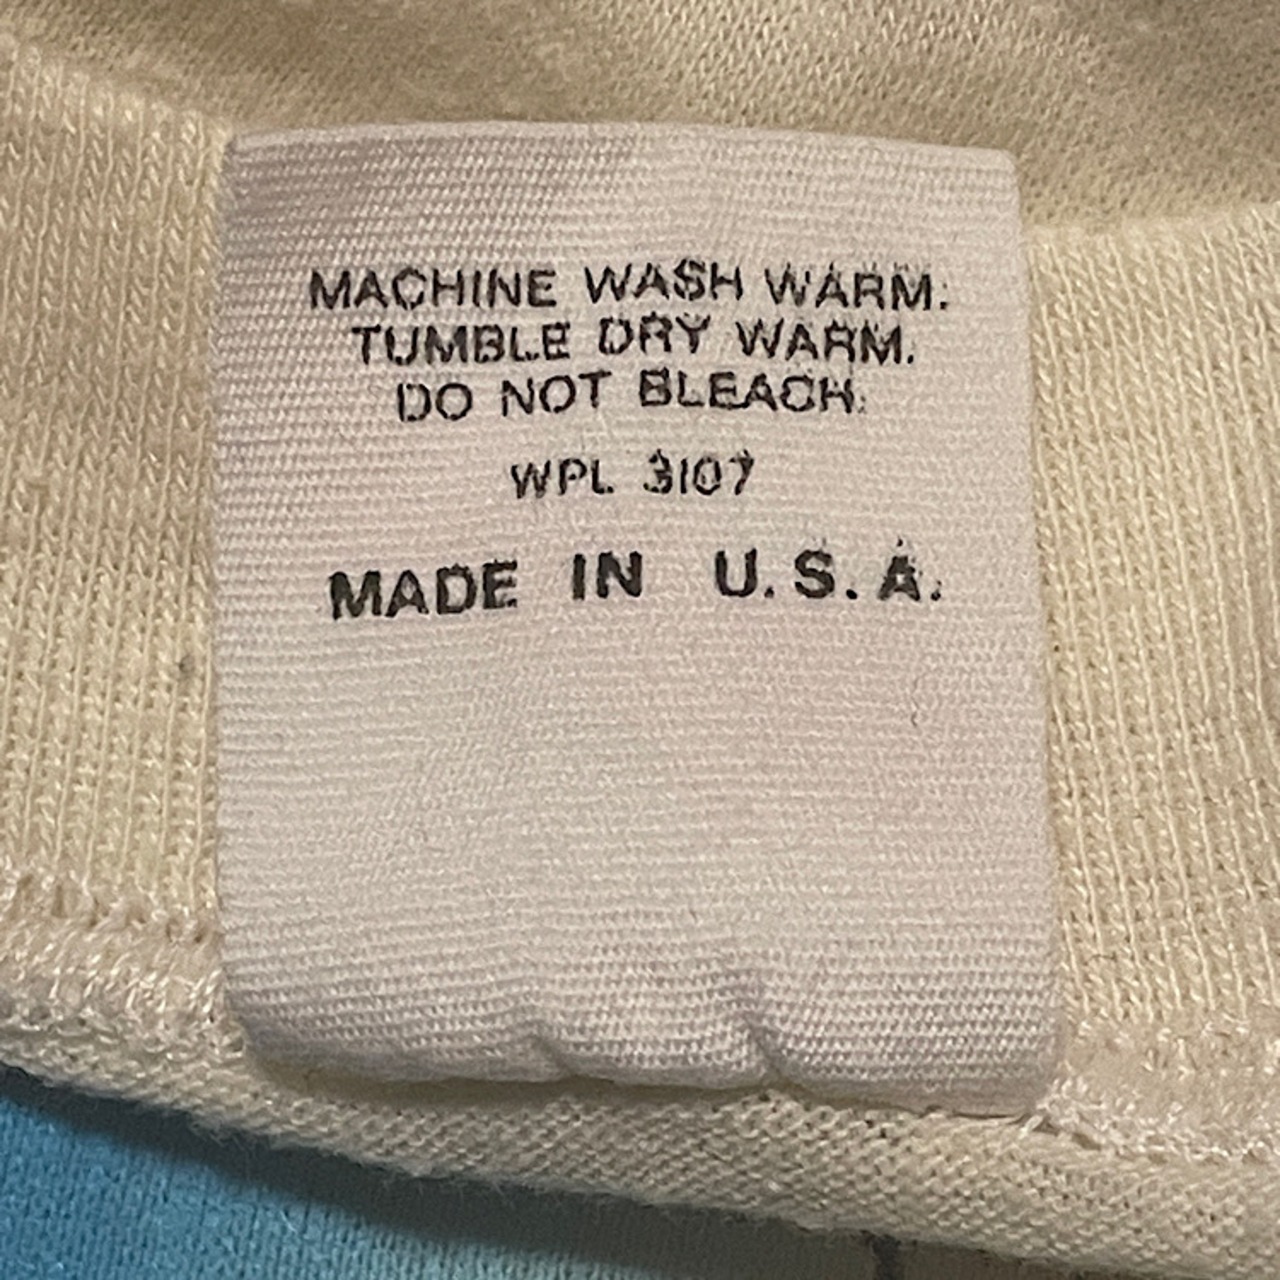 MACHINE WASH WARM.
TUMBLE DRY WARM.
DO NOT BLEACH.
WPL 3107
MADE IN U.S.A.